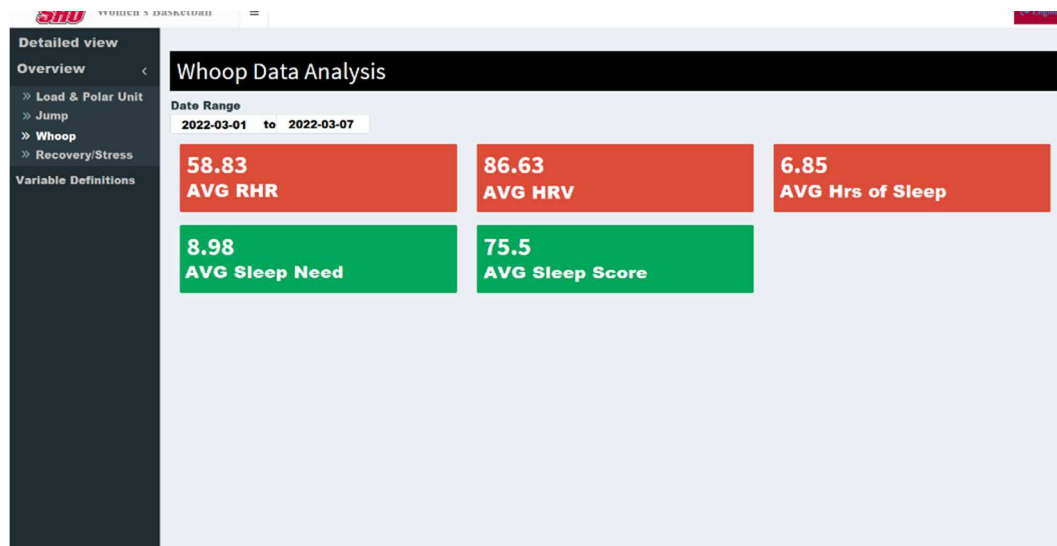 SHU Women's Basketball
Detailed view
Overview
Load & Polar Unit
Jump
Whoop
Recovery/Stress
Variable Definitions
Whoop Data Analysis
Date Range
2022-03-01 to 2022-03-07
58.83
AVG RHR
86.63
AVG HRV
6.85
AVG Hrs of Sleep
8.98
AVG Sleep Need
75.5
AVG Sleep Score